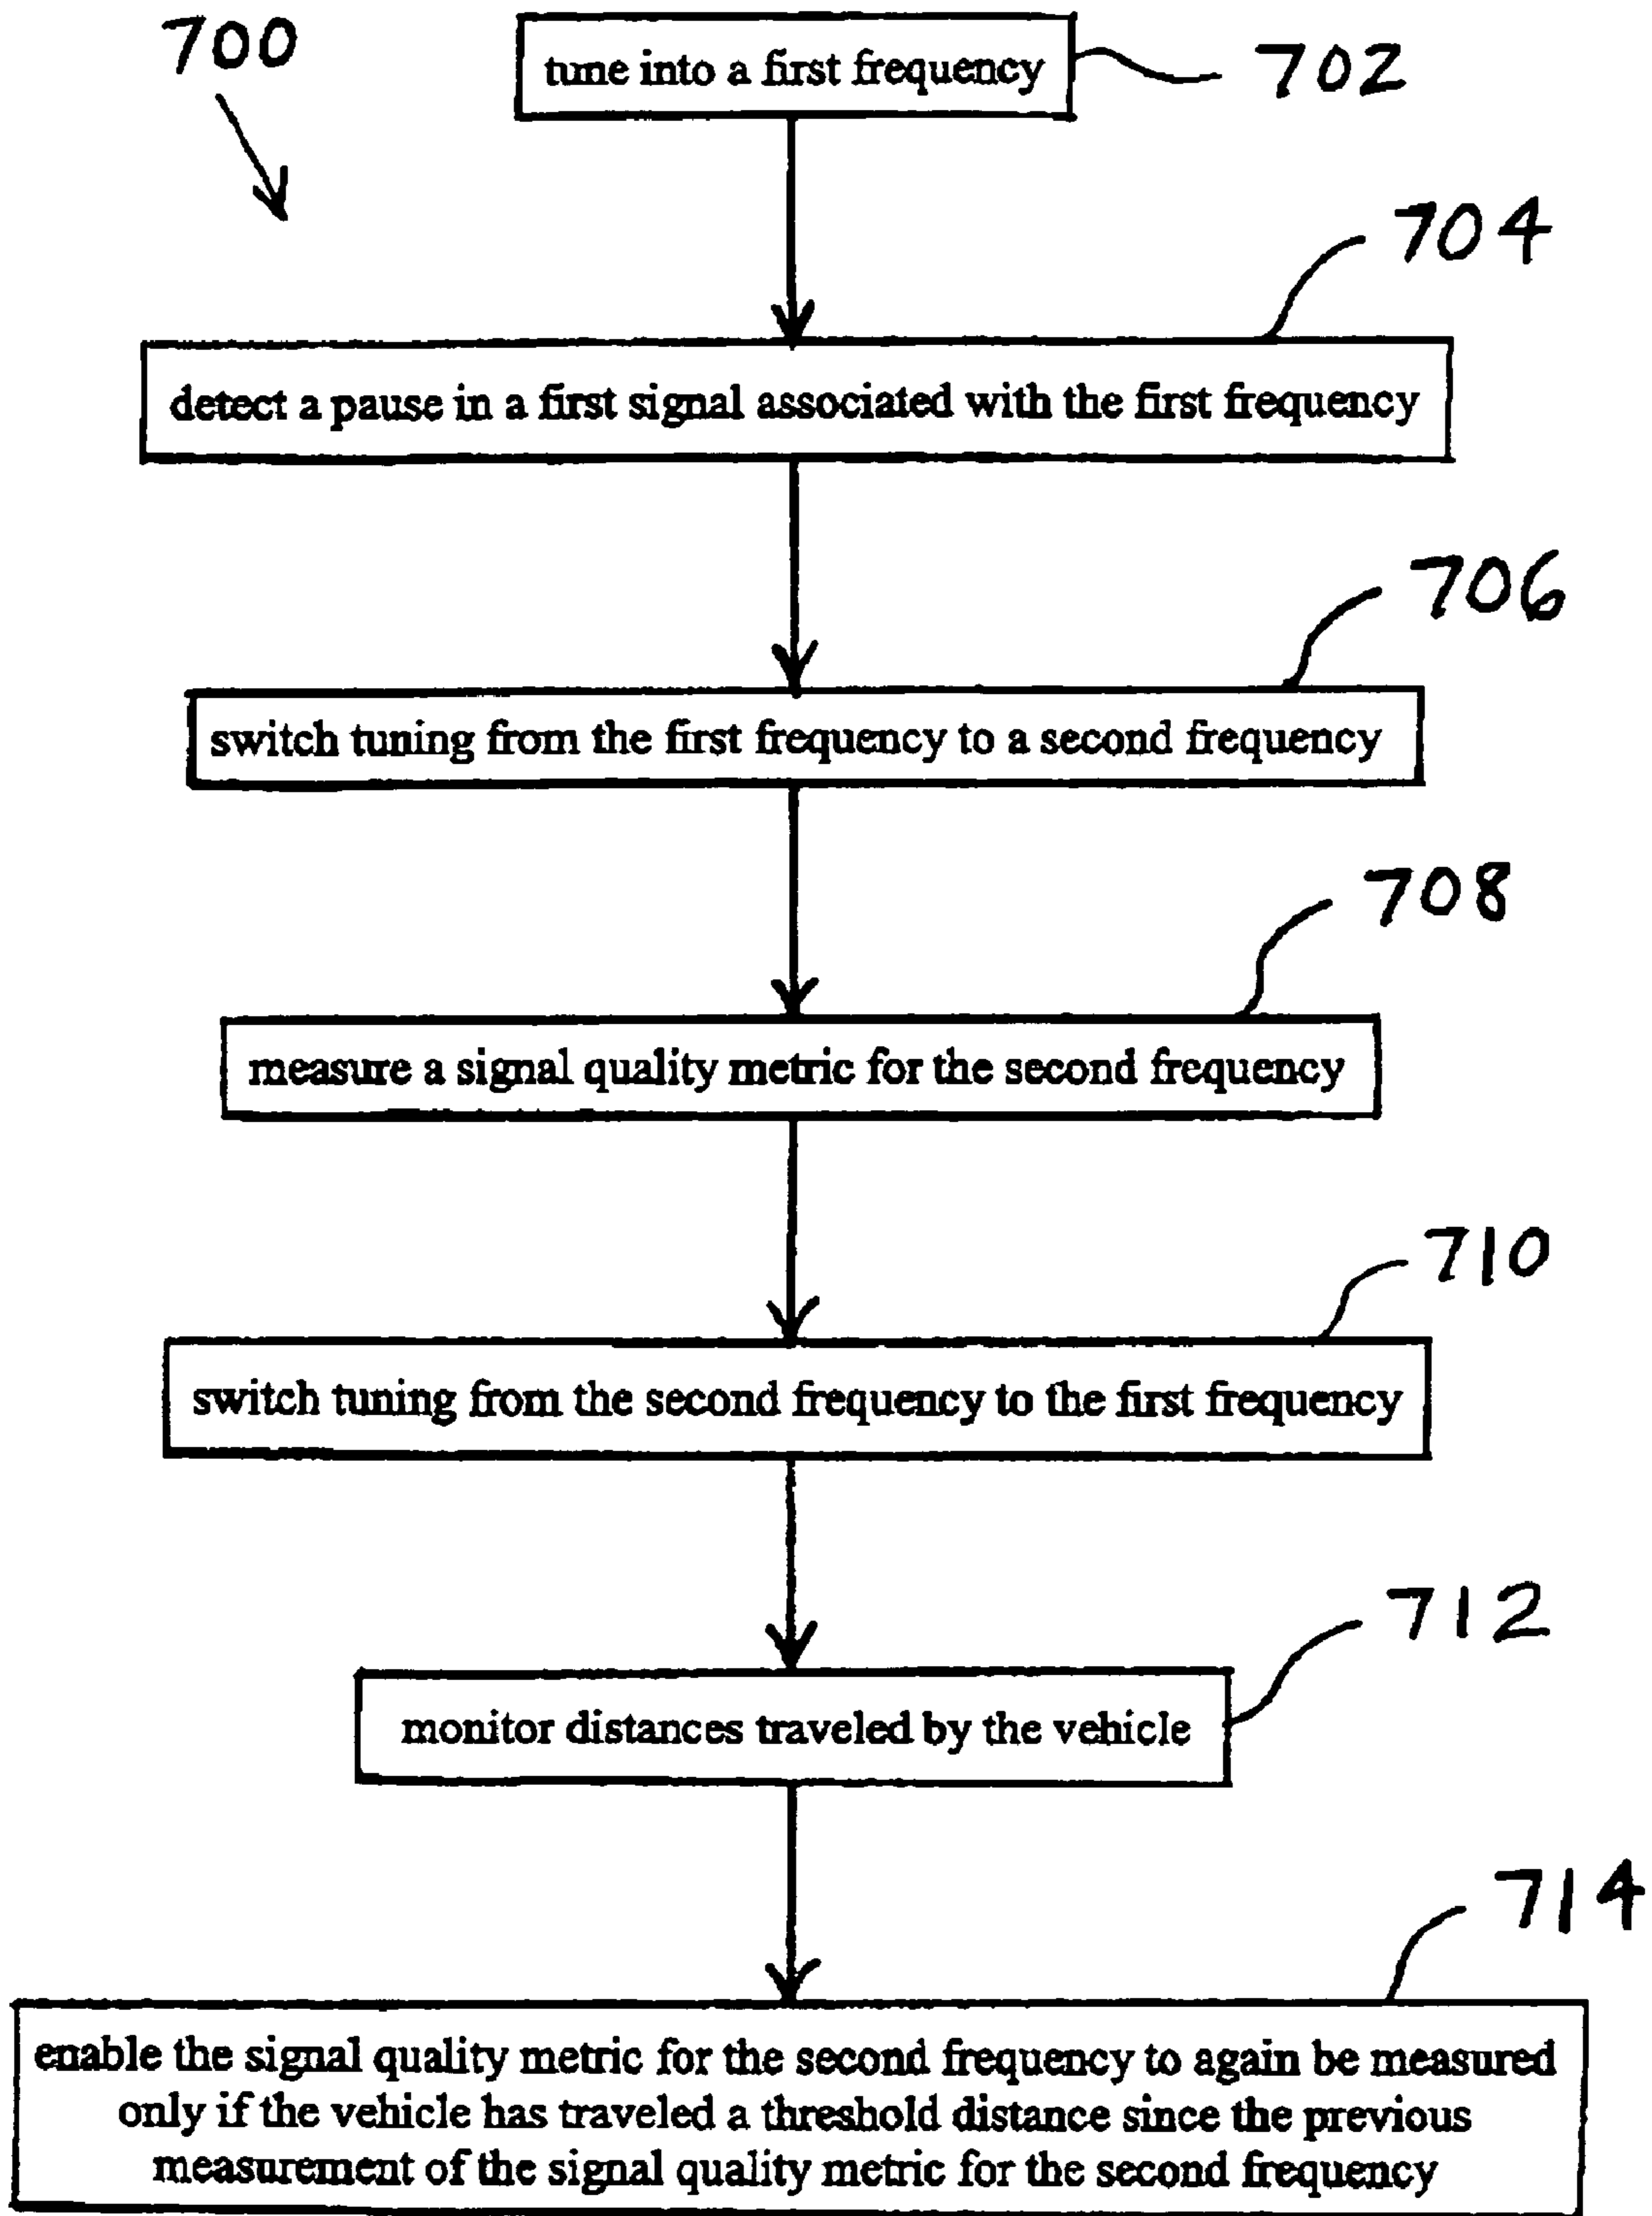 700
tune into a first frequency
702
704
detect a pause in a first signal associated with the first frequency
706
switch tuning from the first frequency to a second frequency
708
measure a signal quality metric for the second frequency
710
switch tuning from the second frequency to the first frequency
712
monitor distances traveled by the vehicle
714
enable the signal quality metric for the second frequency to again be measured
only if the vehicle has traveled a threshold distance since the previous
measurement of the signal quality metric for the second frequency